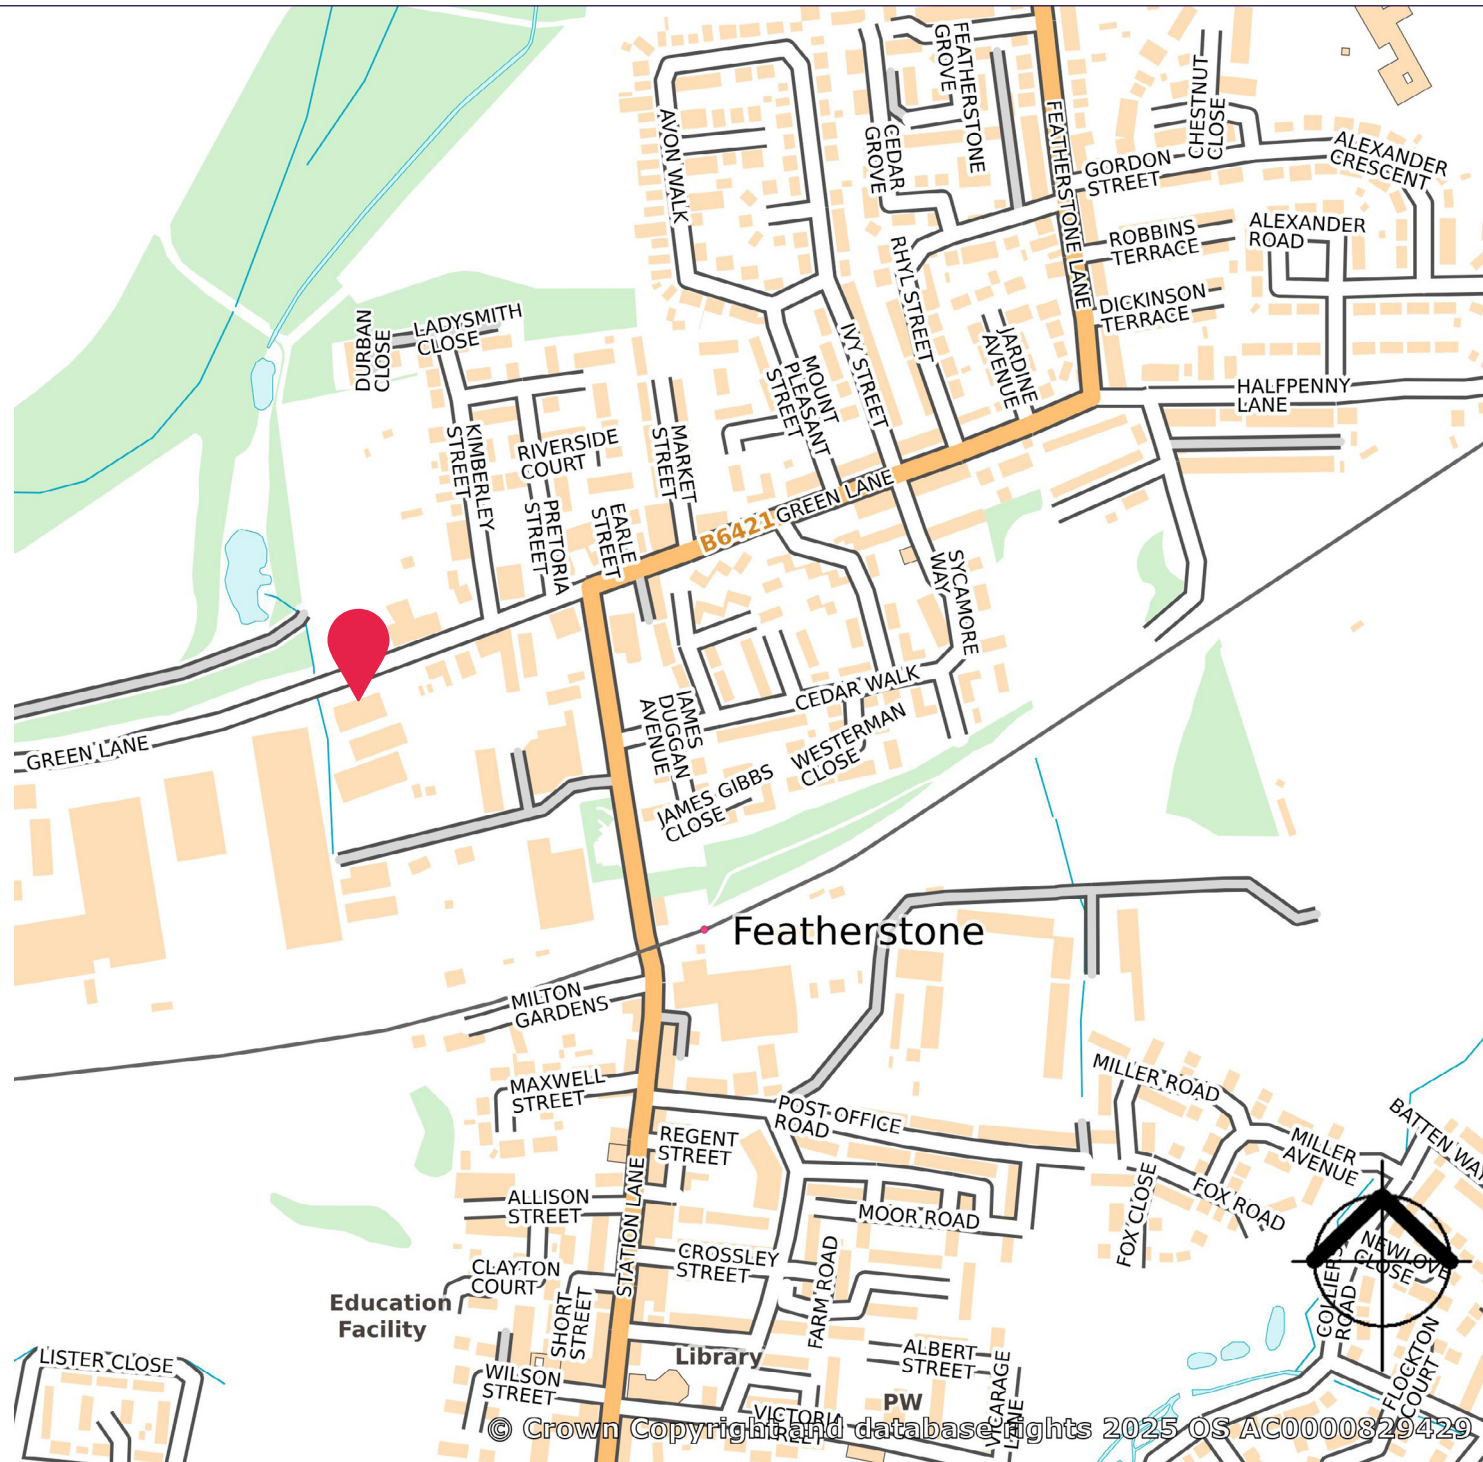 FEATHERSTONE
GROVE
CHESTNUT
CLOSE
AVON WALK
CEDAR
GROVE
FEATHERSTONE LANE
GORDON
STREET
ALEXANDER
CRESCENT
ROBBINS
TERRACE
ALEXANDER
ROAD
RHYL STREET
DICKINSON
TERRACE
DURBAN
CLOSE
LADYSMITH
CLOSE
IVY STREET
JARDINE
AVENUE
MOUNT
PLEASANT
STREET
HALFPENNY
LANE
KIMBERLEY
STREET
RIVERSIDE
COURT
MARKET
STREET
PRETORIA
STREET
EARLE
STREET
B6421
GREEN LANE
SYCAMORE
WAY
GREEN LANE
CEDAR WALK
JAMES
DUGGAN
AVENUE
WESTERMAN
CLOSE
JAMES GIBBS
CLOSE
Featherstone
MILTON
GARDENS
MAXWELL
STREET
POST OFFICE
ROAD
MILLER ROAD
REGENT
STREET
MILLER
AVENUE
BATTEN WAY
ALLISON
STREET
STATION LANE
MOOR ROAD
FOX CLOSE
FOX ROAD
CROSSLEY
STREET
CLAYTON
COURT
FARM ROAD
NEWLOVE
CLOSE
COLLIERS
ROAD
Education
Facility
SHORT
STREET
LISTER CLOSE
Library
ALBERT
STREET
WILSON
STREET
VICARAGE
LANE
FLOCKTON
COURT
PW
VICTORIA
STREET
© Crown Copyright and database rights 2025 OS AC0000829429